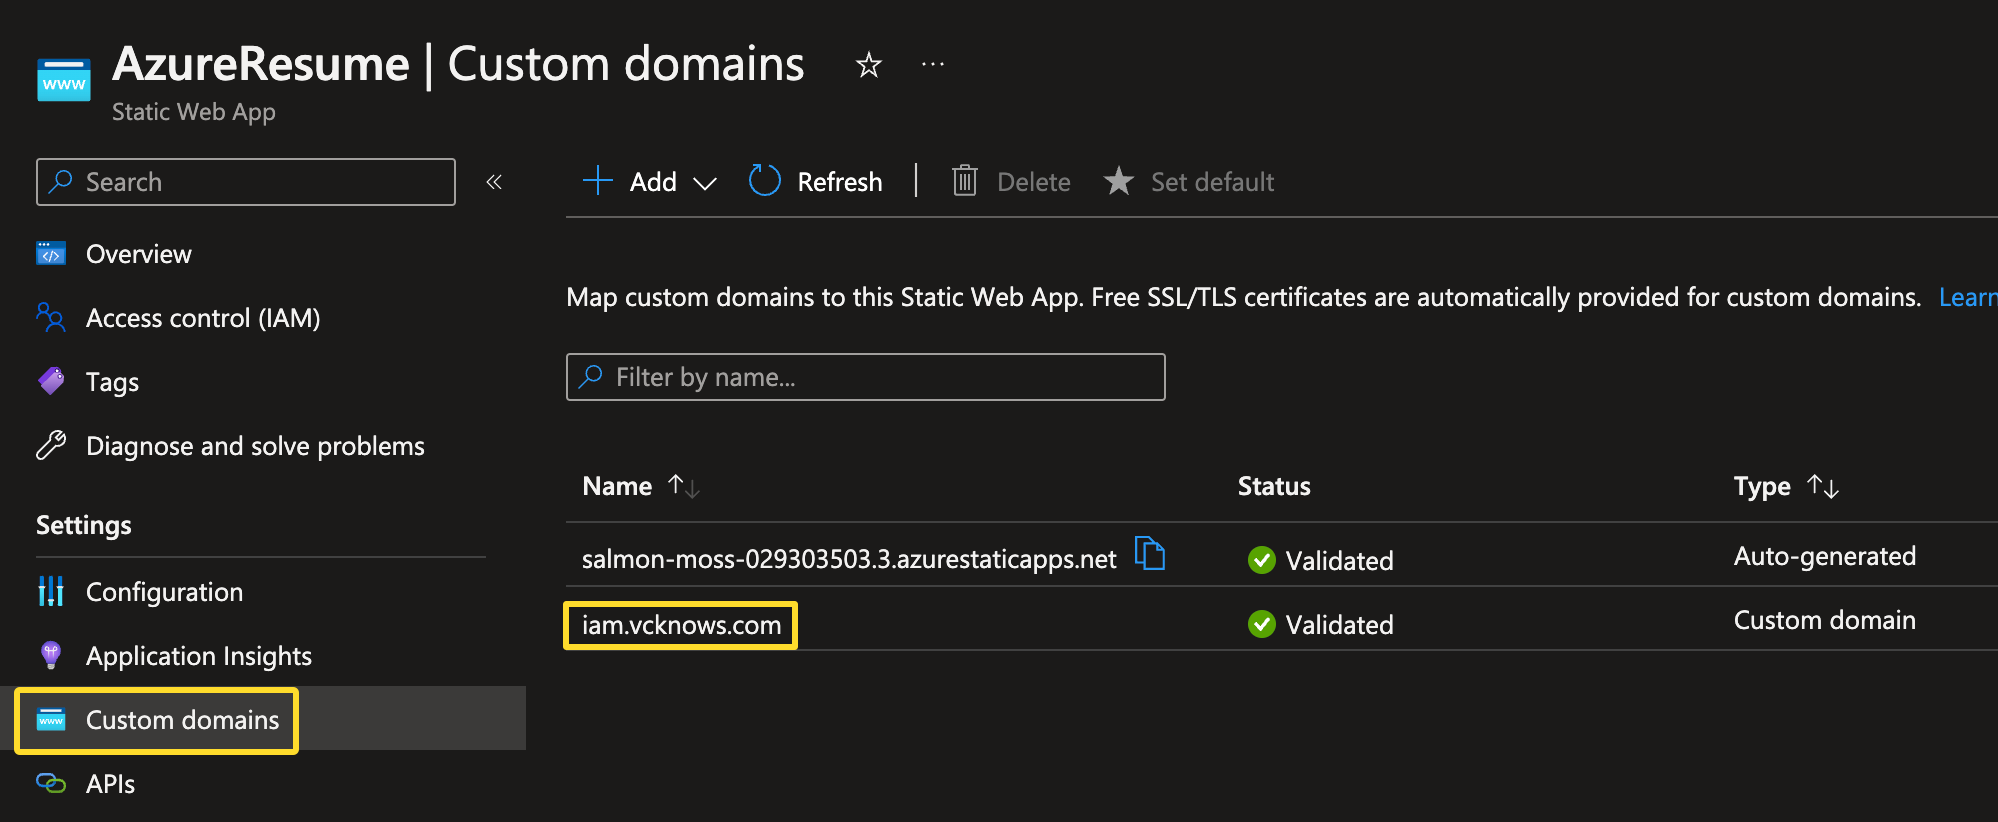 AzureResume | Custom domains
Static Web App
Search
Add
Refresh
Delete
Set default
Overview
Access control (IAM)
Tags
Diagnose and solve problems
Settings
Configuration
Application Insights
Custom domains
APIs
Map custom domains to this Static Web App. Free SSL/TLS certificates are automatically provided for custom domains. Learn
Filter by name...
Name Status Type
salmon-moss-029303503.3.azurestaticapps.net Validated Auto-generated
iam.vcknows.com Validated Custom domain